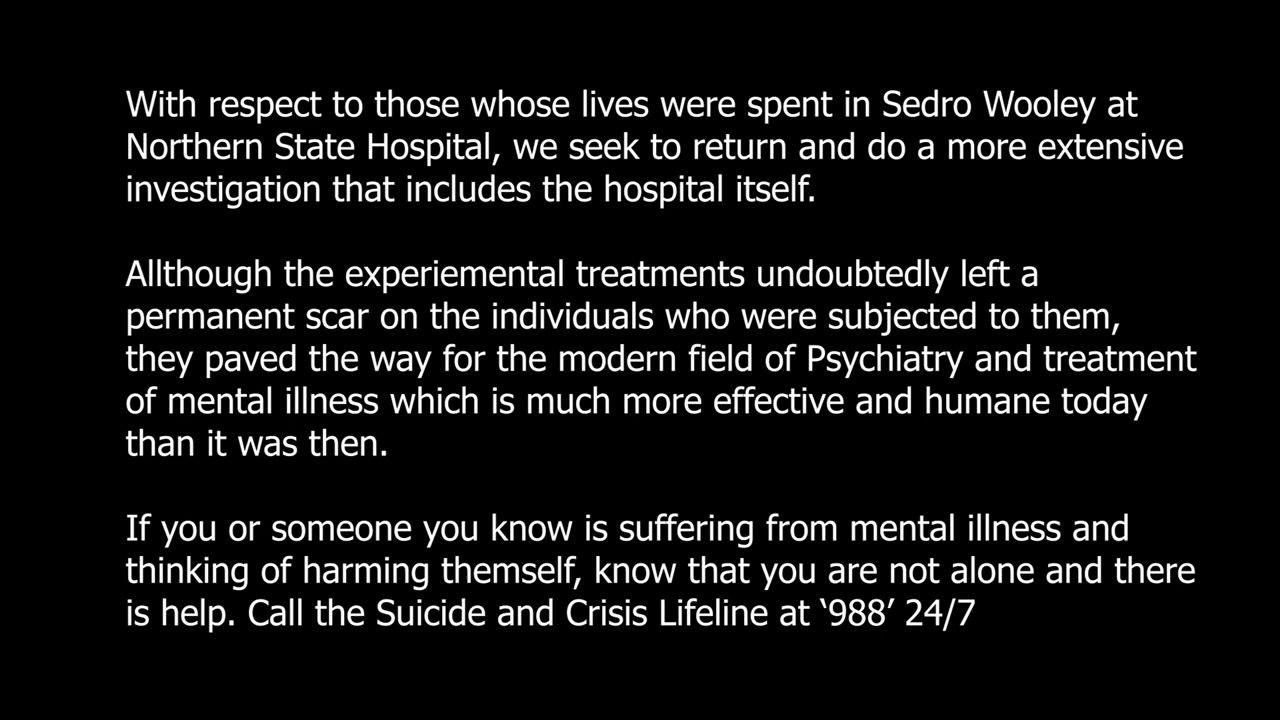 With respect to those whose lives were spent in Sedro Wooley at
Northern State Hospital, we seek to return and do a more extensive
investigation that includes the hospital itself.
Allthough the experiemental treatments undoubtedly left a
permanent scar on the individuals who were subjected to them,
they paved the way for the modern field of Psychiatry and treatment
of mental illness which is much more effective and humane today
than it was then.
If you or someone you know is suffering from mental illness and
thinking of harming themself, know that you are not alone and there
is help. Call the Suicide and Crisis Lifeline at ‘988’ 24/7